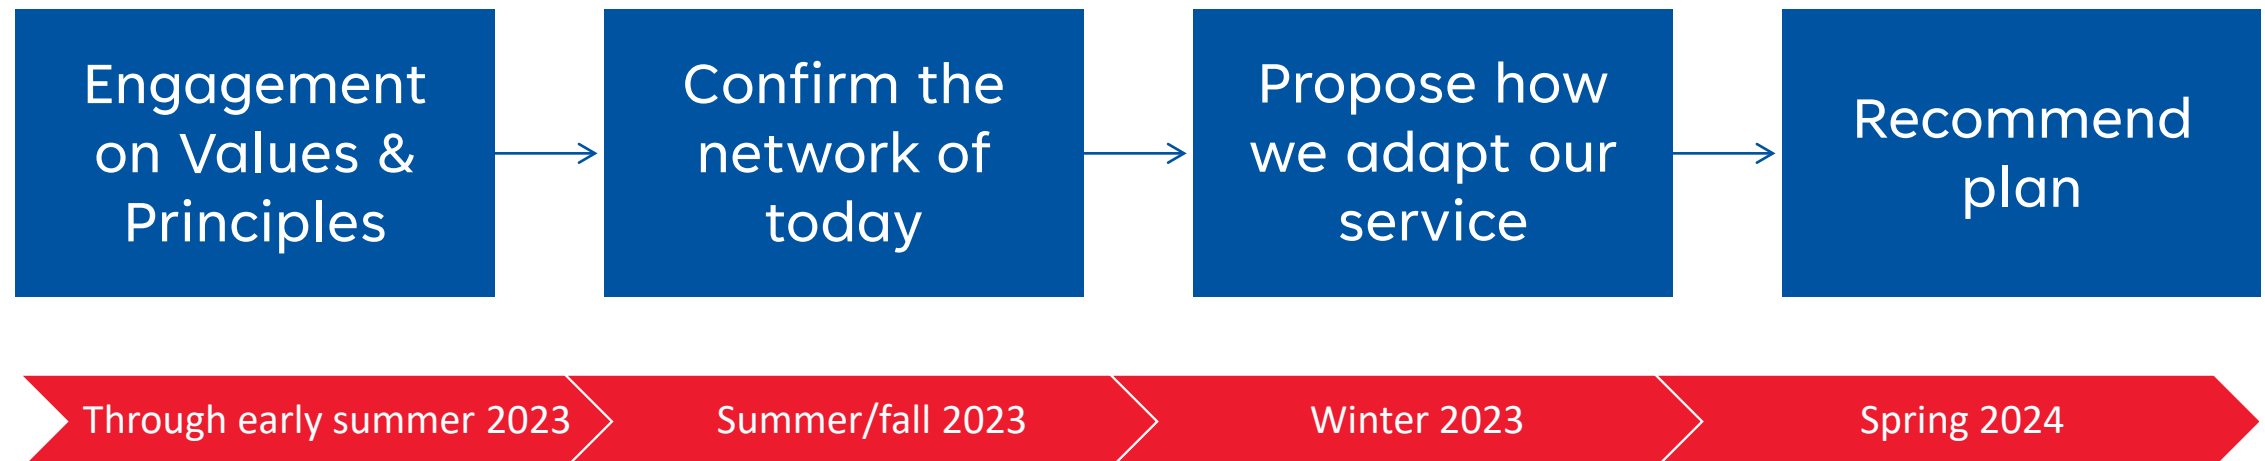 Engagement
on Values &
Principles
Confirm the
network of
today
Propose how
we adapt our
service
Recommend
plan
Through early summer 2023
Summer/fall 2023
Winter 2023
Spring 2024